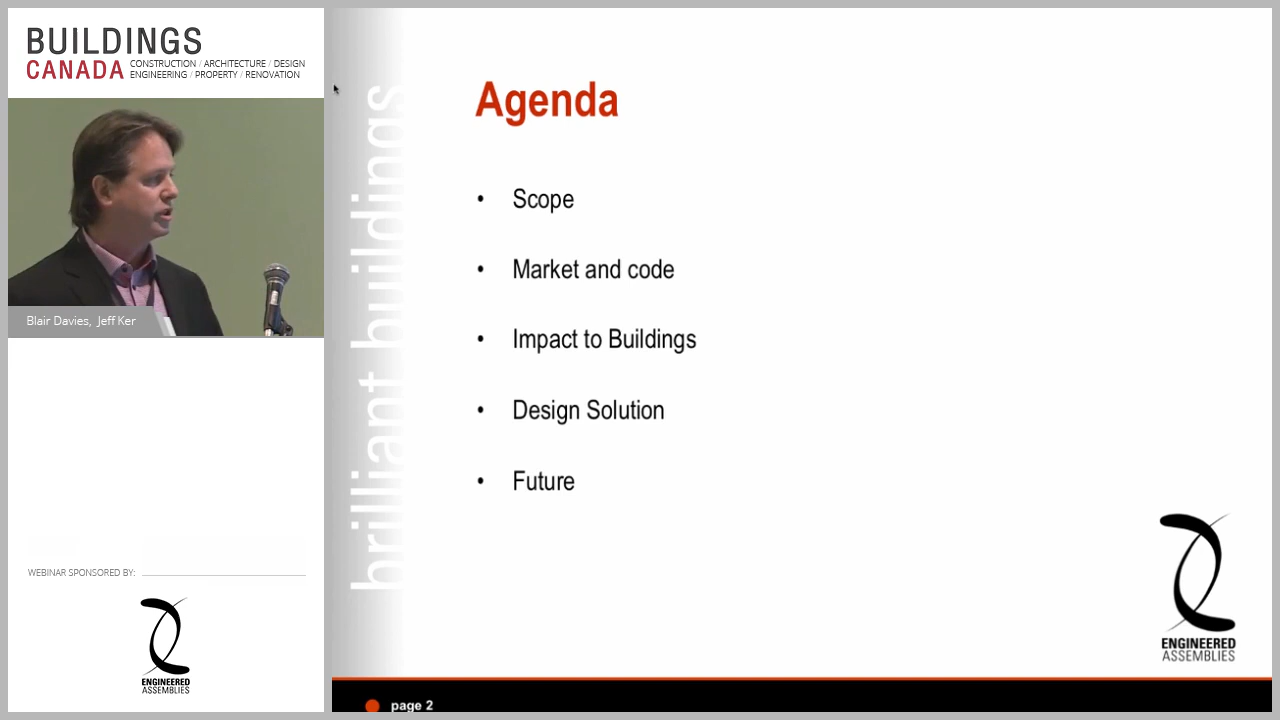 BUILDINGS
CANADA
CONSTRUCTION / ARCHITECTURE / DESIGN
ENGINEERING / PROPERTY / RENOVATION
Blair Davies, Jeff Ker
WEBINAR SPONSORED BY:
ENGINEERED
ASSEMBLIES
brilliant buildings
Agenda
• Scope
• Market and code
• Impact to Buildings
• Design Solution
• Future
ENGINEERED
ASSEMBLIES
page 2